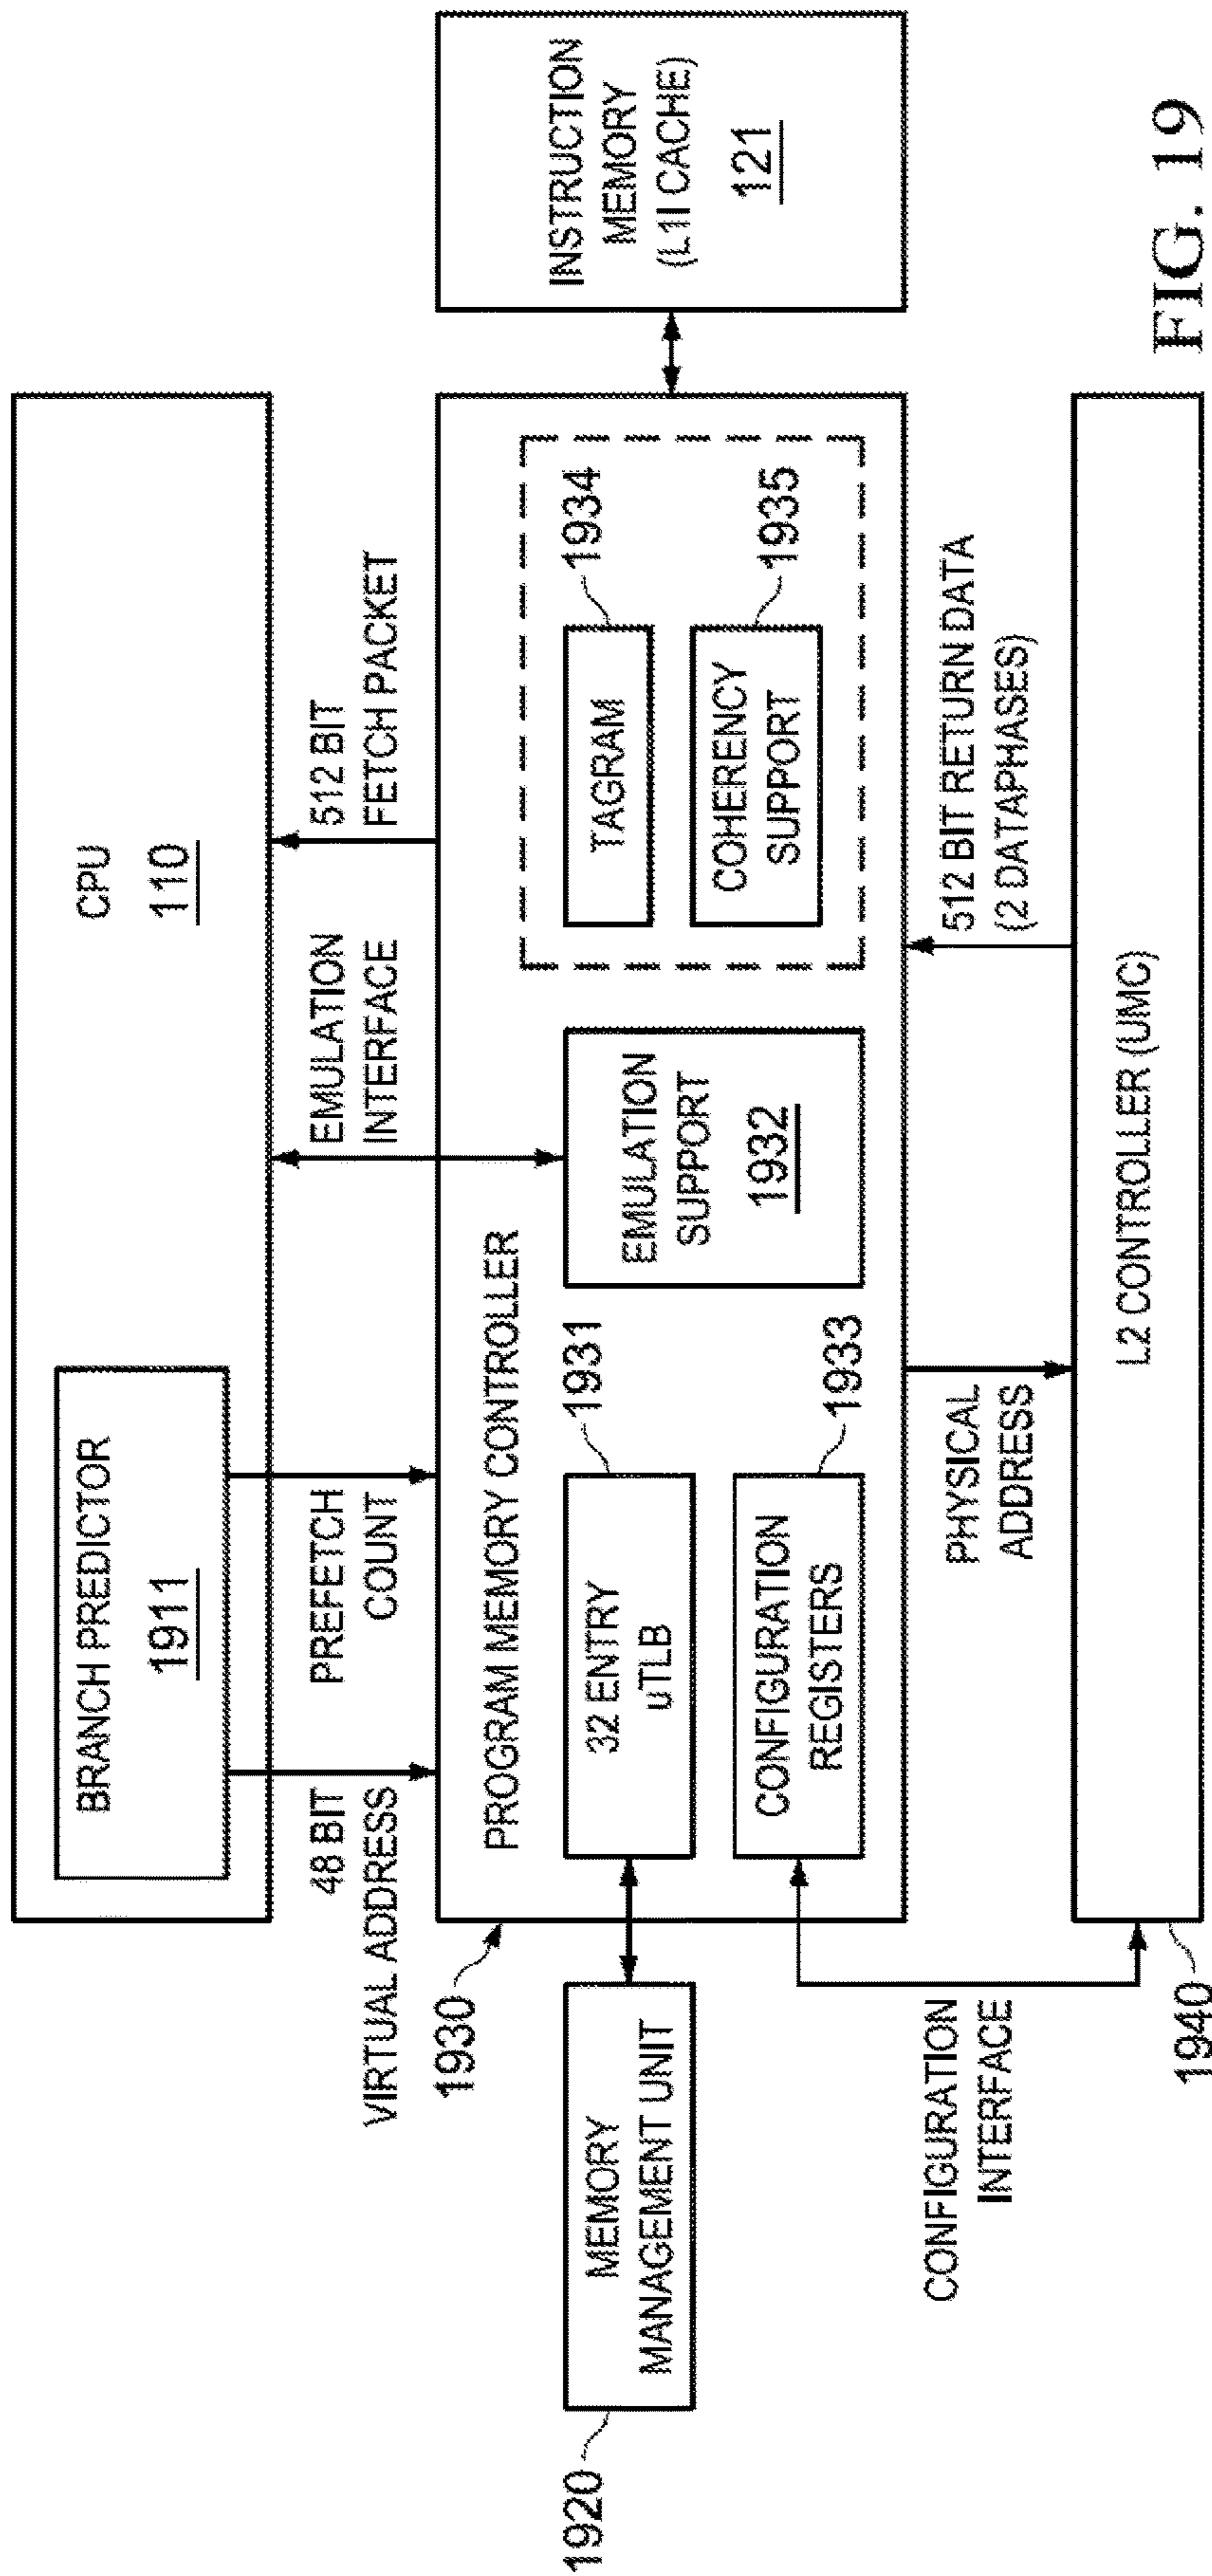 CPU
110
BRANCH PREDICTOR
1911
48 BIT
VIRTUAL ADDRESS
PREFETCH
COUNT
EMULATION
INTERFACE
512 BIT
FETCH PACKET
1930
PROGRAM MEMORY CONTROLLER
1920
MEMORY
MANAGEMENT UNIT
32 ENTRY
uTLB
1931
CONFIGURATION
REGISTERS
1933
EMULATION
SUPPORT
1932
TAGRAM
1934
COHERENCY
SUPPORT
1935
INSTRUCTION
MEMORY
(L1I CACHE)
121
CONFIGURATION
INTERFACE
PHYSICAL
ADDRESS
512 BIT RETURN DATA
(2 DATAPHASES)
1940
L2 CONTROLLER (UMC)
FIG. 19